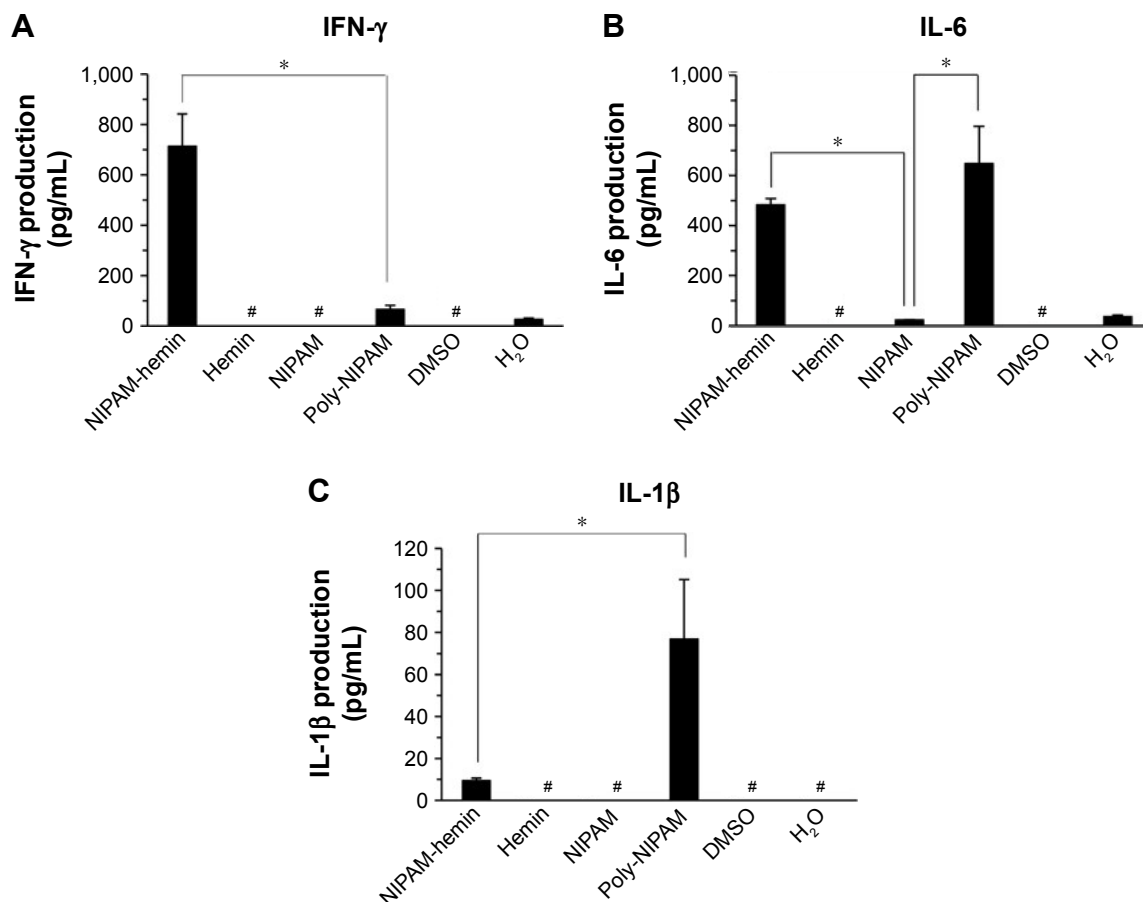 A
IFN-γ
IFN-γ production
(pg/mL)
1,000
800
600
400
200
0
*
#
#
#
NIPAM-hemin
Hemin
NIPAM
Poly-NIPAM
DMSO
H₂O
B
IL-6
IL-6 production
(pg/mL)
1,000
800
600
400
200
0
*
*
#
#
NIPAM-hemin
Hemin
NIPAM
Poly-NIPAM
DMSO
H₂O
C
IL-1β
IL-1β production
(pg/mL)
120
100
80
60
40
20
0
*
#
#
#
#
NIPAM-hemin
Hemin
NIPAM
Poly-NIPAM
DMSO
H₂O